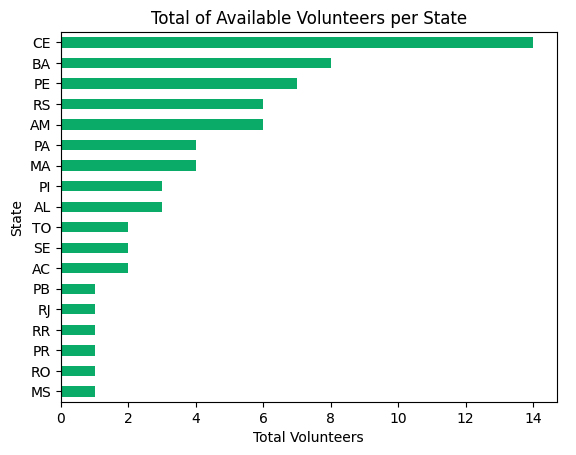 Total of Available Volunteers per State
CE
BA
PE
RS
AM
PA
MA
PI
AL
TO
SE
AC
PB
RJ
RR
PR
RO
MS
State
0 2 4 6 8 10 12 14
Total Volunteers